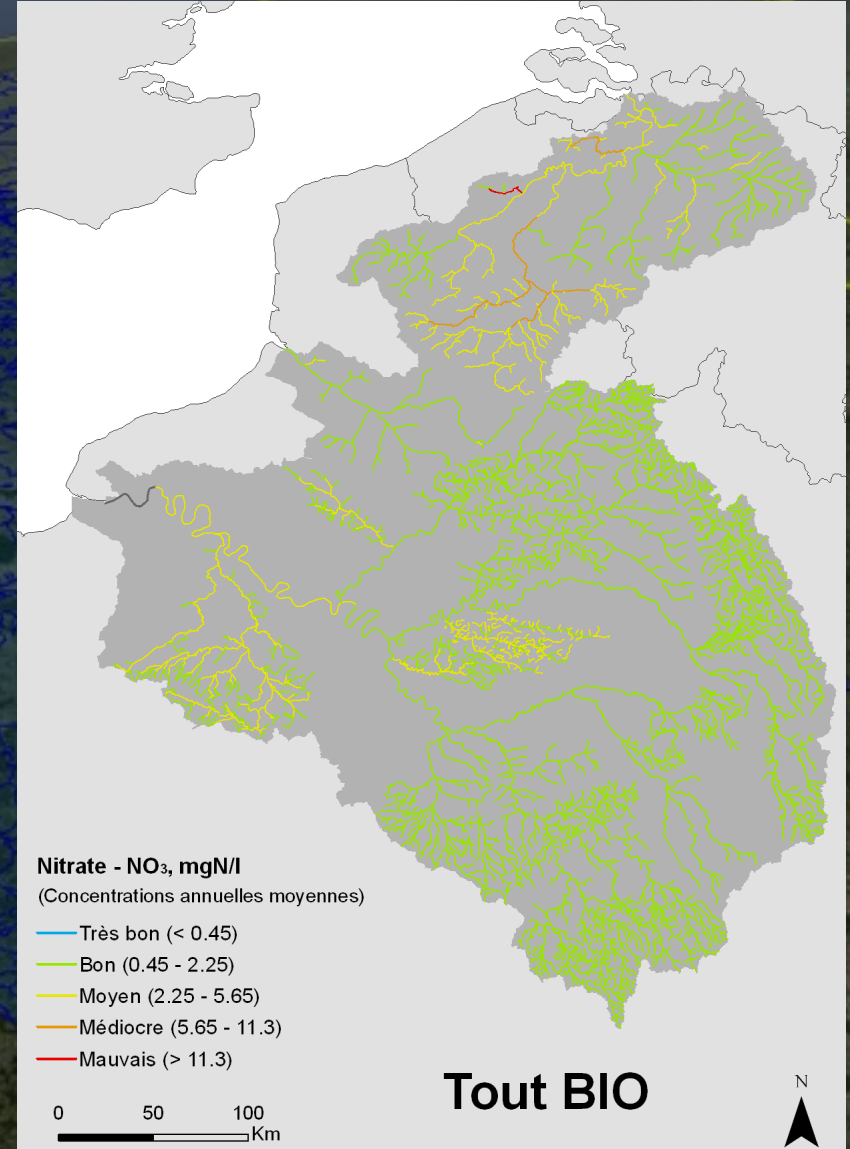 Nitrate - NO₃, mgN/l
(Concentrations annuelles moyennes)
Très bon (< 0.45)
Bon (0.45 - 2.25)
Moyen (2.25 - 5.65)
Médiocre (5.65 - 11.3)
Mauvais (> 11.3)
Tout BIO
N
0 50 100
Km